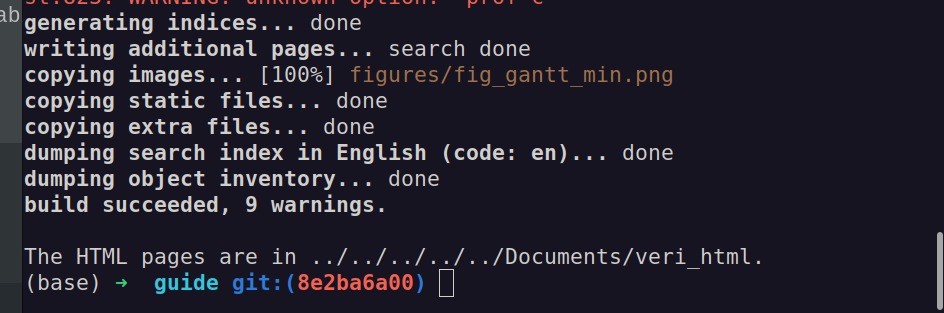 ab
WARNING: unknown option:
generating indices... done
writing additional pages... search done
copying images... [100%] figures/fig_gantt_min.png
copying static files... done
copying extra files... done
dumping search index in English (code: en)... done
dumping object inventory... done
build succeeded, 9 warnings.
The HTML pages are in ../../../../../Documents/veri_html.
(base) ➜ guide git:(8e2ba6a00)